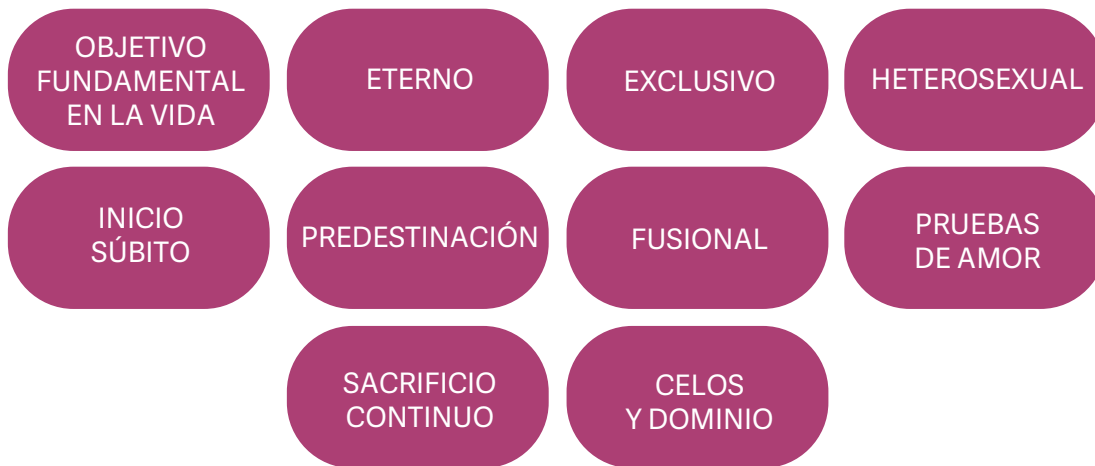 OBJETIVO
FUNDAMENTAL
EN LA VIDA
ETERNO
EXCLUSIVO
HETEROSEXUAL
INICIO
SÚBITO
PREDESTINACIÓN
FUSIONAL
PRUEBAS
DE AMOR
SACRIFICIO
CONTINUO
CELOS
Y DOMINIO